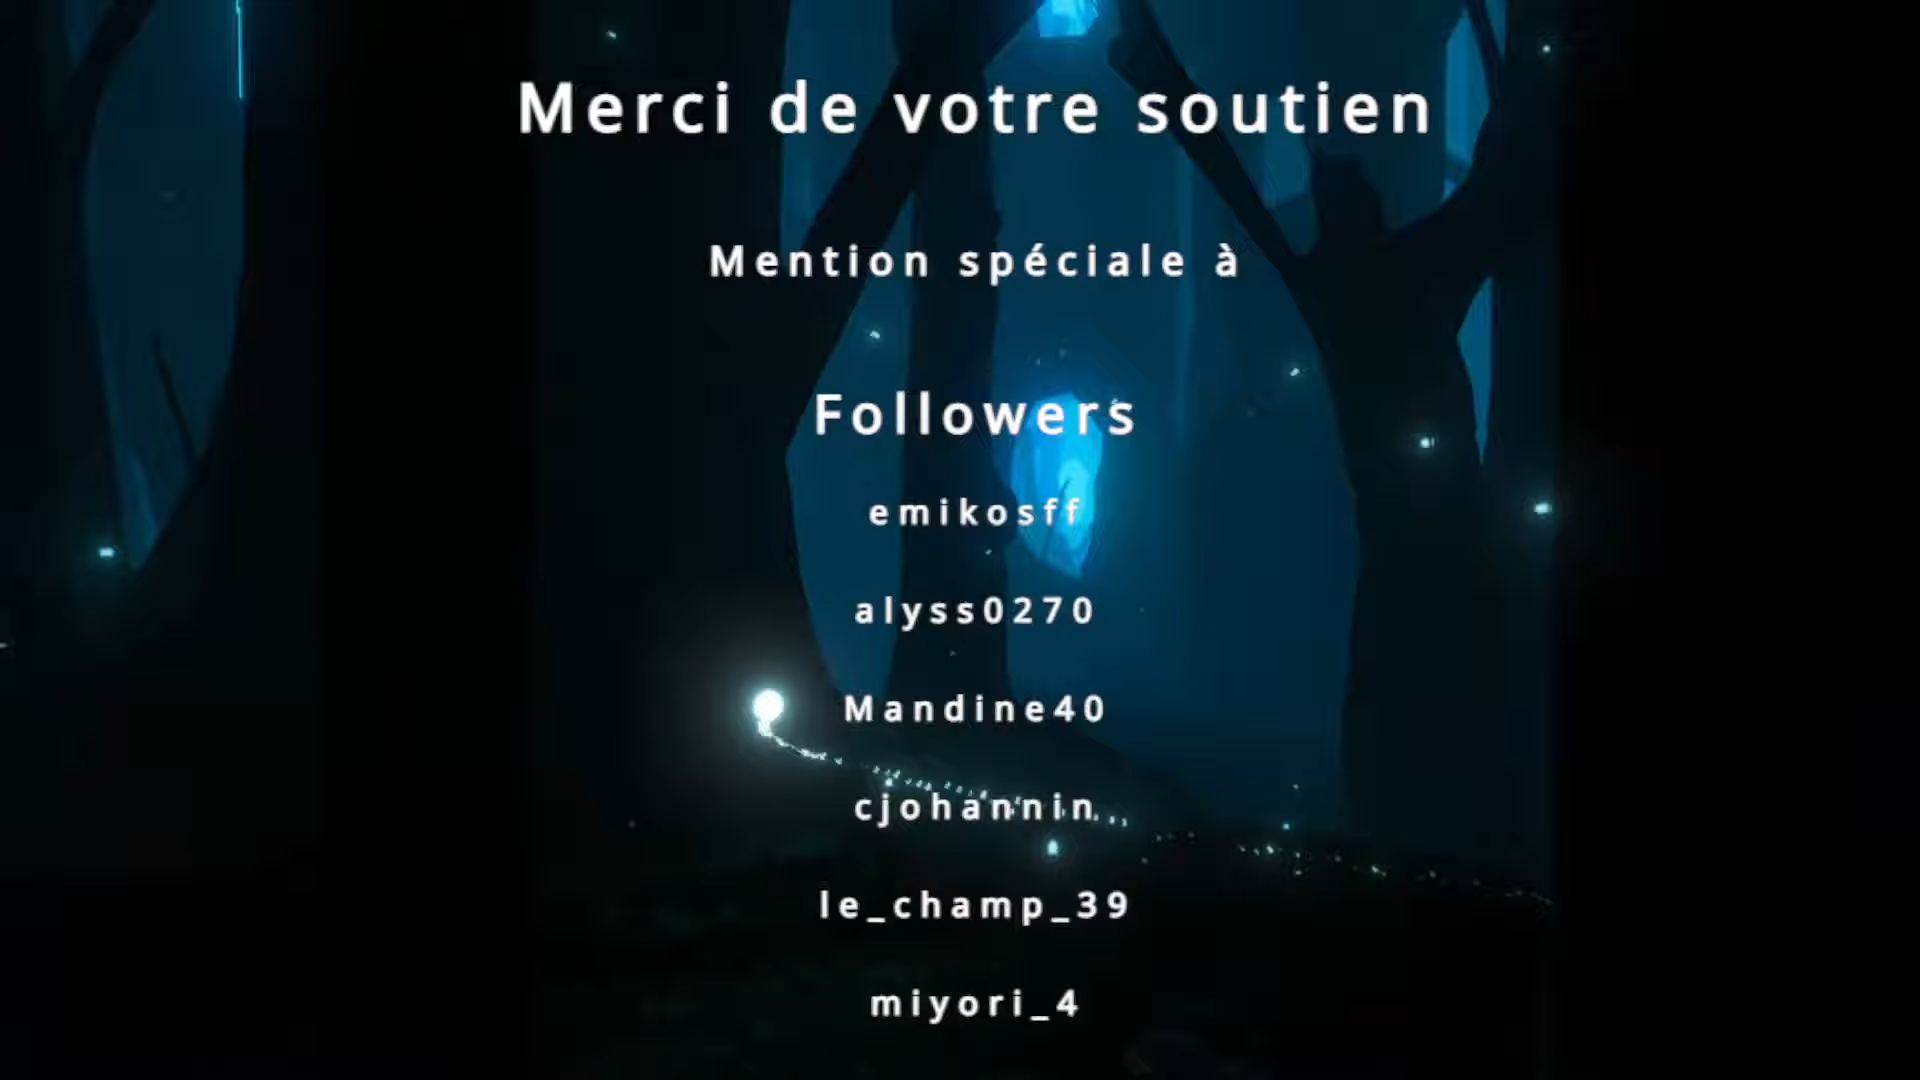 Merci de votre soutien
Mention spéciale à
Followers
emikosff
alyss0270
Mandine40
cjohannin
le_champ_39
miyori_4